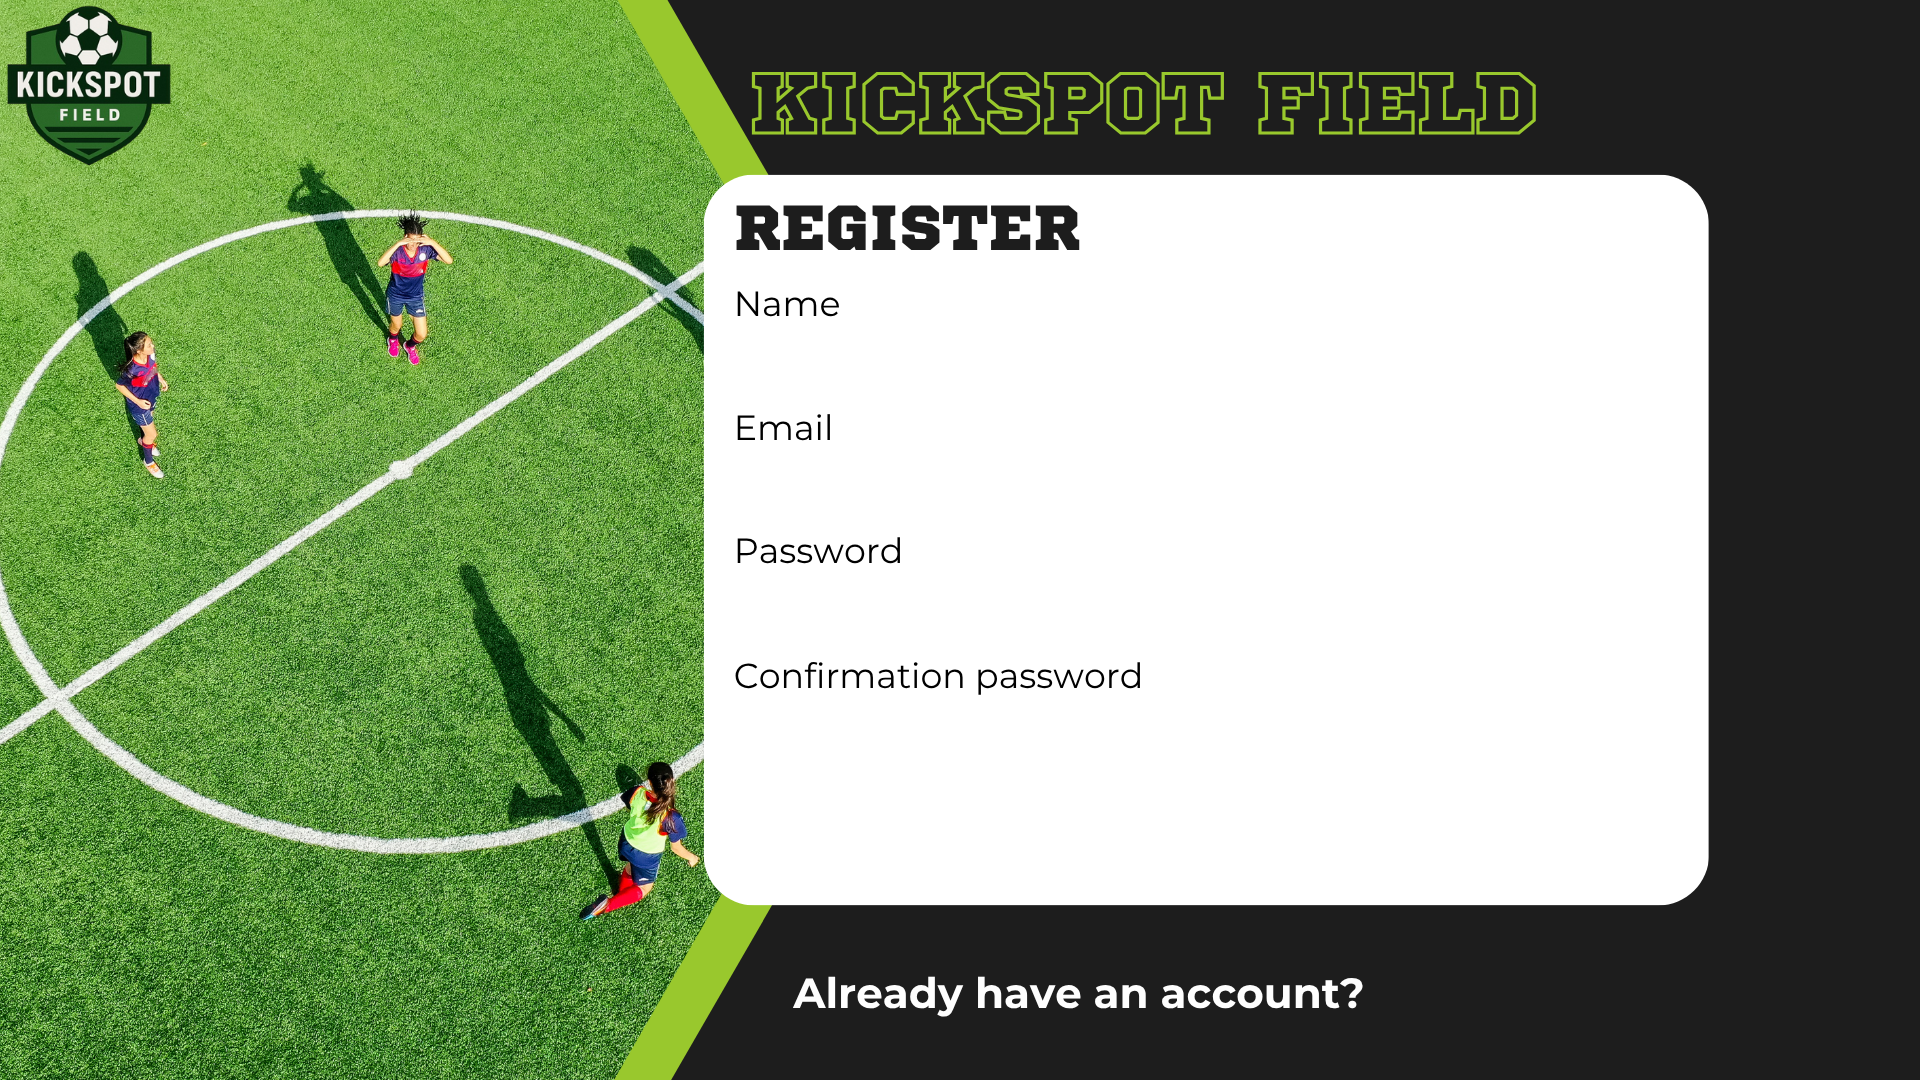 KICKSPOT
FIELD
KICKSPOT FIELD
REGISTER
Name
Email
Password
Confirmation password
Already have an account?